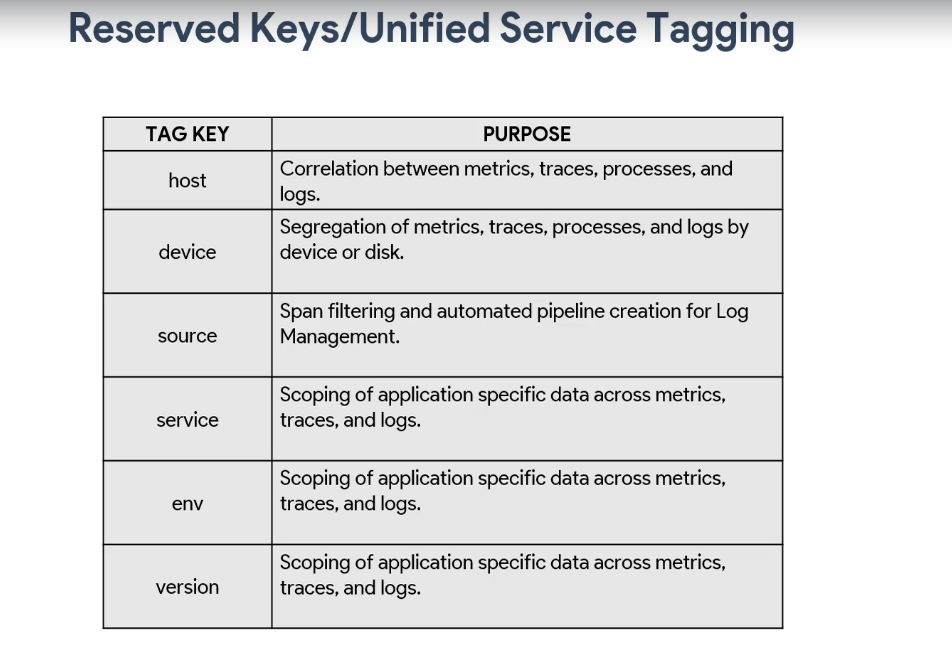 Reserved Keys/Unified Service Tagging
TAG KEY
PURPOSE
host
Correlation between metrics, traces, processes, and
logs.
device
Segregation of metrics, traces, processes, and logs by
device or disk.
source
Span filtering and automated pipeline creation for Log
Management.
service
Scoping of application specific data across metrics,
traces, and logs.
env
Scoping of application specific data across metrics,
traces, and logs.
version
Scoping of application specific data across metrics,
traces, and logs.